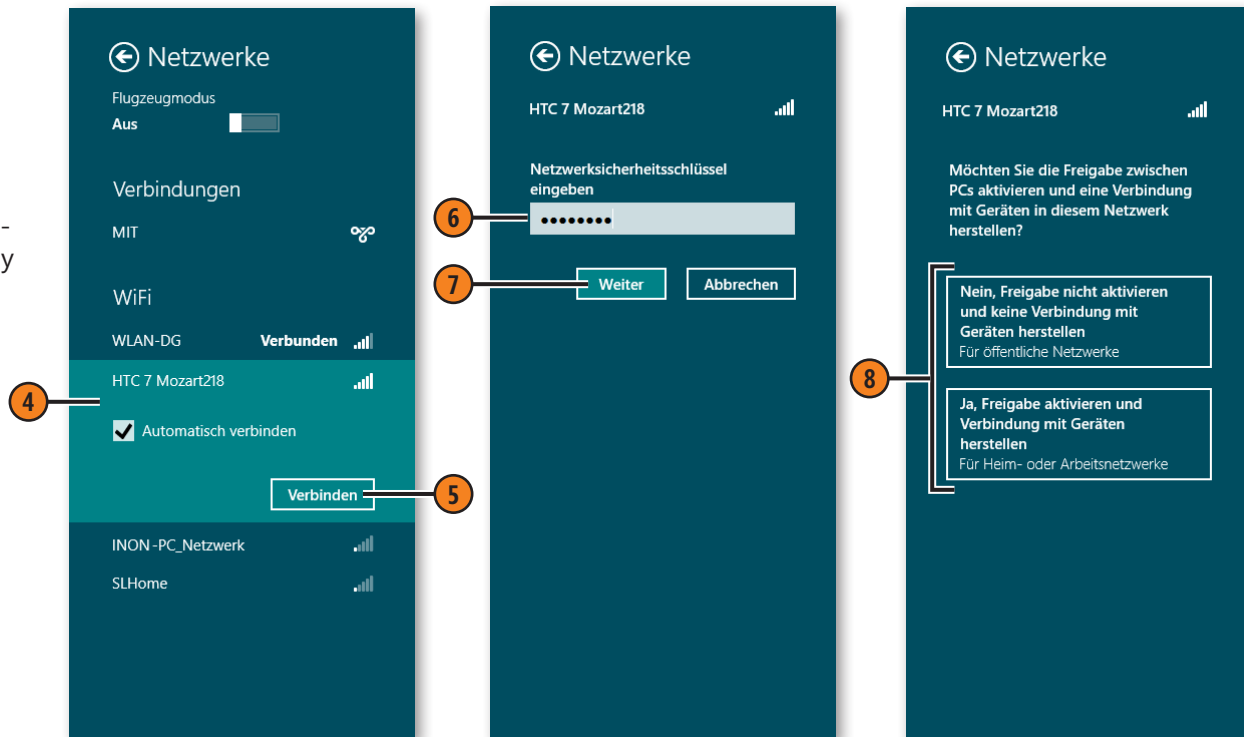 -
y
Netzwerke
Flugzeugmodus
Aus
Verbindungen
MIT
WiFi
WLAN-DG Verbunden
HTC 7 Mozart218
4
Automatisch verbinden
Verbinden
5
INON-PC_Netzwerk
SLHome
Netzwerke
HTC 7 Mozart218
Netzwerksicherheitsschlüssel
eingeben
6
7
Weiter Abbrechen
Netzwerke
HTC 7 Mozart218
Möchten Sie die Freigabe zwischen
PCs aktivieren und eine Verbindung
mit Geräten in diesem Netzwerk
herstellen?
8
Nein, Freigabe nicht aktivieren
und keine Verbindung mit
Geräten herstellen
Für öffentliche Netzwerke
Ja, Freigabe aktivieren und
Verbindung mit Geräten
herstellen
Für Heim- oder Arbeitsnetzwerke